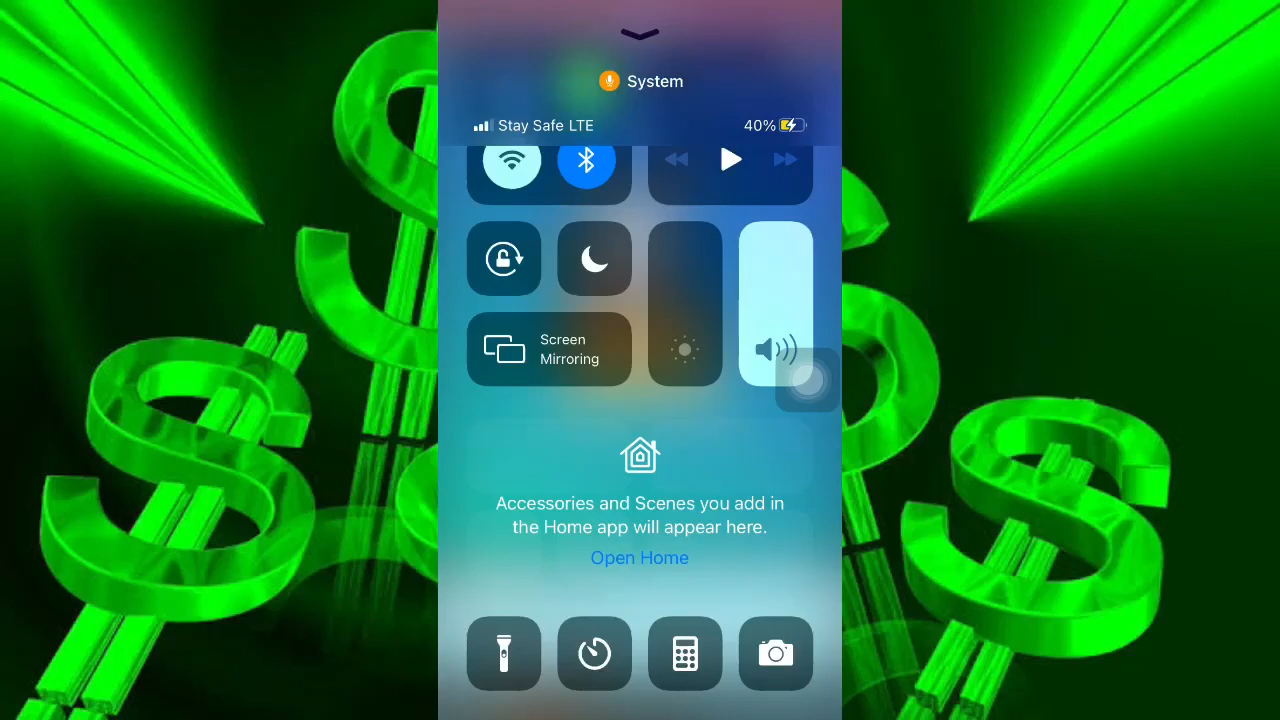 System
Stay Safe LTE
40%
Screen
Mirroring
Accessories and Scenes you add in
the Home app will appear here.
Open Home